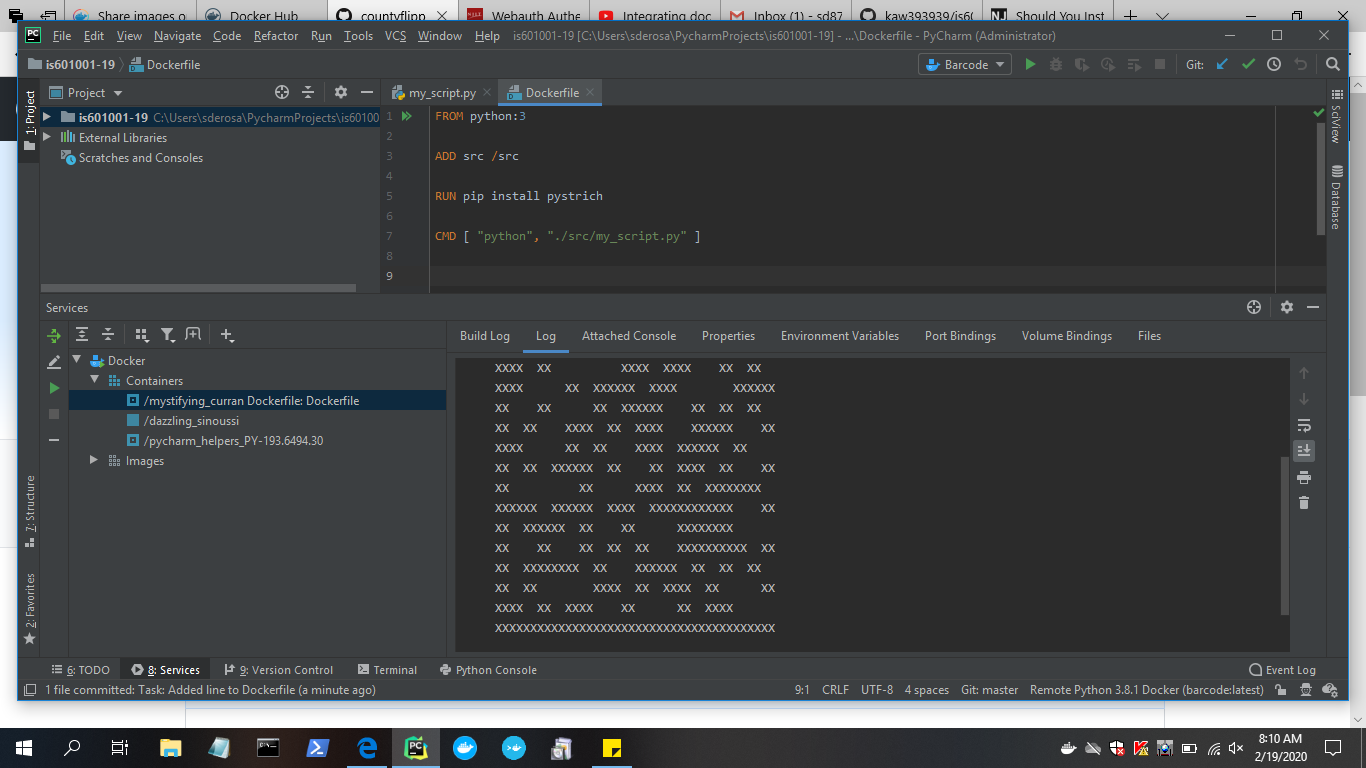 Share images o
Docker Hub
countyflipp
Webauth Authe
Integrating doc
Inbox (1) - sd87
kaw393939/is60
Should You Inst
File Edit View Navigate Code Refactor Run Tools VCS Window Help is601001-19 [C:\Users\sderosa\PycharmProjects\is601001-19] - ...\Dockerfile - PyCharm (Administrator)
is601001-19 Dockerfile
Barcode
Git:
1: Project
Project
my_script.py
Dockerfile
is601001-19 C:\Users\sderosa\PycharmProjects\is60100
External Libraries
Scratches and Consoles
1 FROM python:3
2
3 ADD src /src
4
5 RUN pip install pystrich
6
7 CMD [ "python", "./src/my_script.py" ]
8
9
SciView
Database
Services
Build Log Log Attached Console Properties Environment Variables Port Bindings Volume Bindings Files
Docker
Containers
/mystifying_curran Dockerfile: Dockerfile
/dazzling_sinoussi
/pycharm_helpers_PY-193.6494.30
Images
XXXX  XX          XXXX  XXXX    XX  XX
XXXX      XX  XXXXXX  XXXX        XXXXXX
XX    XX      XX  XXXXXX    XX  XX  XX
XX  XX    XXXX  XX  XXXX      XXXXXX    XX
XXXX      XX  XX    XXXX  XXXXXX  XX
XX  XX  XXXXXX  XX    XX  XXXX  XX    XX
XX          XX      XXXX  XX  XXXXXXXX
XXXXXX  XXXXXX  XXXX  XXXXXXXXXXXX    XX
XX  XXXXXX  XX    XX      XXXXXXXX
XX    XX    XX  XX  XX    XXXXXXXXXX  XX
XX  XXXXXXXX  XX    XXXXXX  XX  XX  XX
XX  XX        XXXX  XX  XXXX  XX      XX
XXXX  XX  XXXX    XX      XX  XXXX
XXXXXXXXXXXXXXXXXXXXXXXXXXXXXXXXXXXXXXXX
7: Structure
2: Favorites
6: TODO 8: Services 9: Version Control Terminal Python Console Event Log
1 file committed: Task: Added line to Dockerfile (a minute ago) 9:1 CRLF UTF-8 4 spaces Git: master Remote Python 3.8.1 Docker (barcode:latest)
8:10 AM
2/19/2020